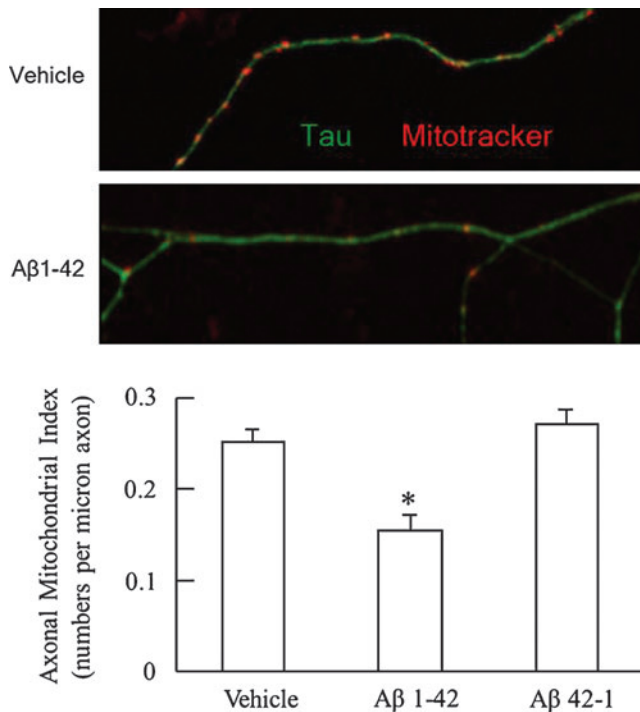 Vehicle
Tau Mitotracker
Aβ1-42
Axonal Mitochondrial Index
(numbers per micron axon)
0.3
0.2
0.1
0
*
Vehicle Aβ 1-42 Aβ 42-1